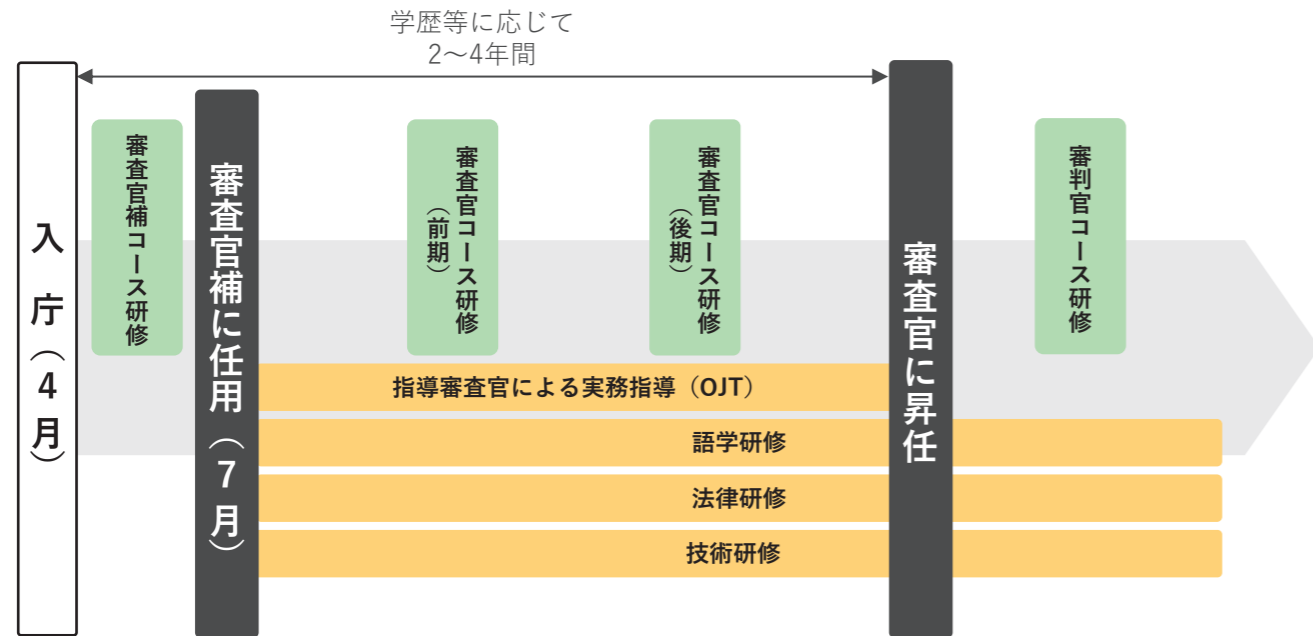 学歴等に応じて
2～4年間
入庁（4月）
審査官補コース研修
審査官補に任用（7月）
審査官コース研修
（前期）
審査官コース研修
（後期）
審査官に昇任
審判官コース研修
指導審査官による実務指導（OJT）
語学研修
法律研修
技術研修